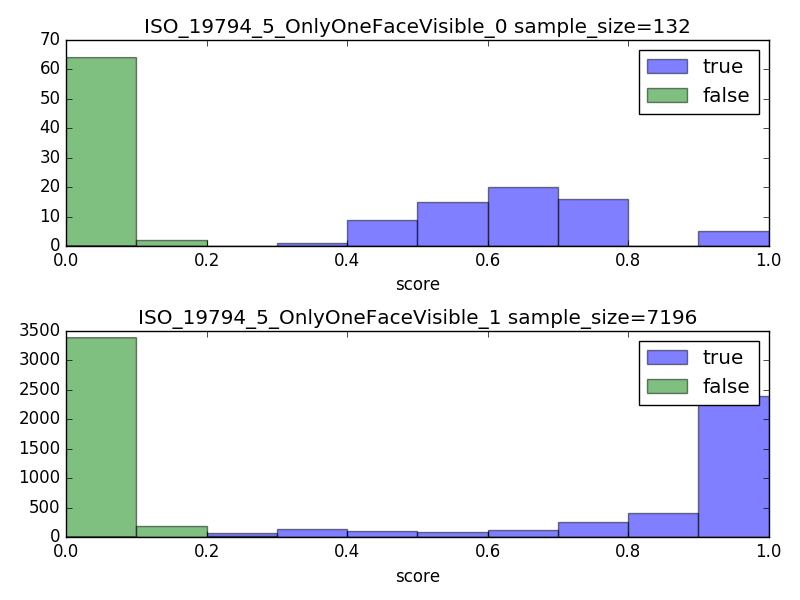 ISO_19794_5_OnlyOneFaceVisible_0 sample_size=132
70
60
50
40
30
20
10
0
true
false
0.0 0.2 0.4 0.6 0.8 1.0
score
ISO_19794_5_OnlyOneFaceVisible_1 sample_size=7196
3500
3000
2500
2000
1500
1000
500
0
true
false
0.0 0.2 0.4 0.6 0.8 1.0
score